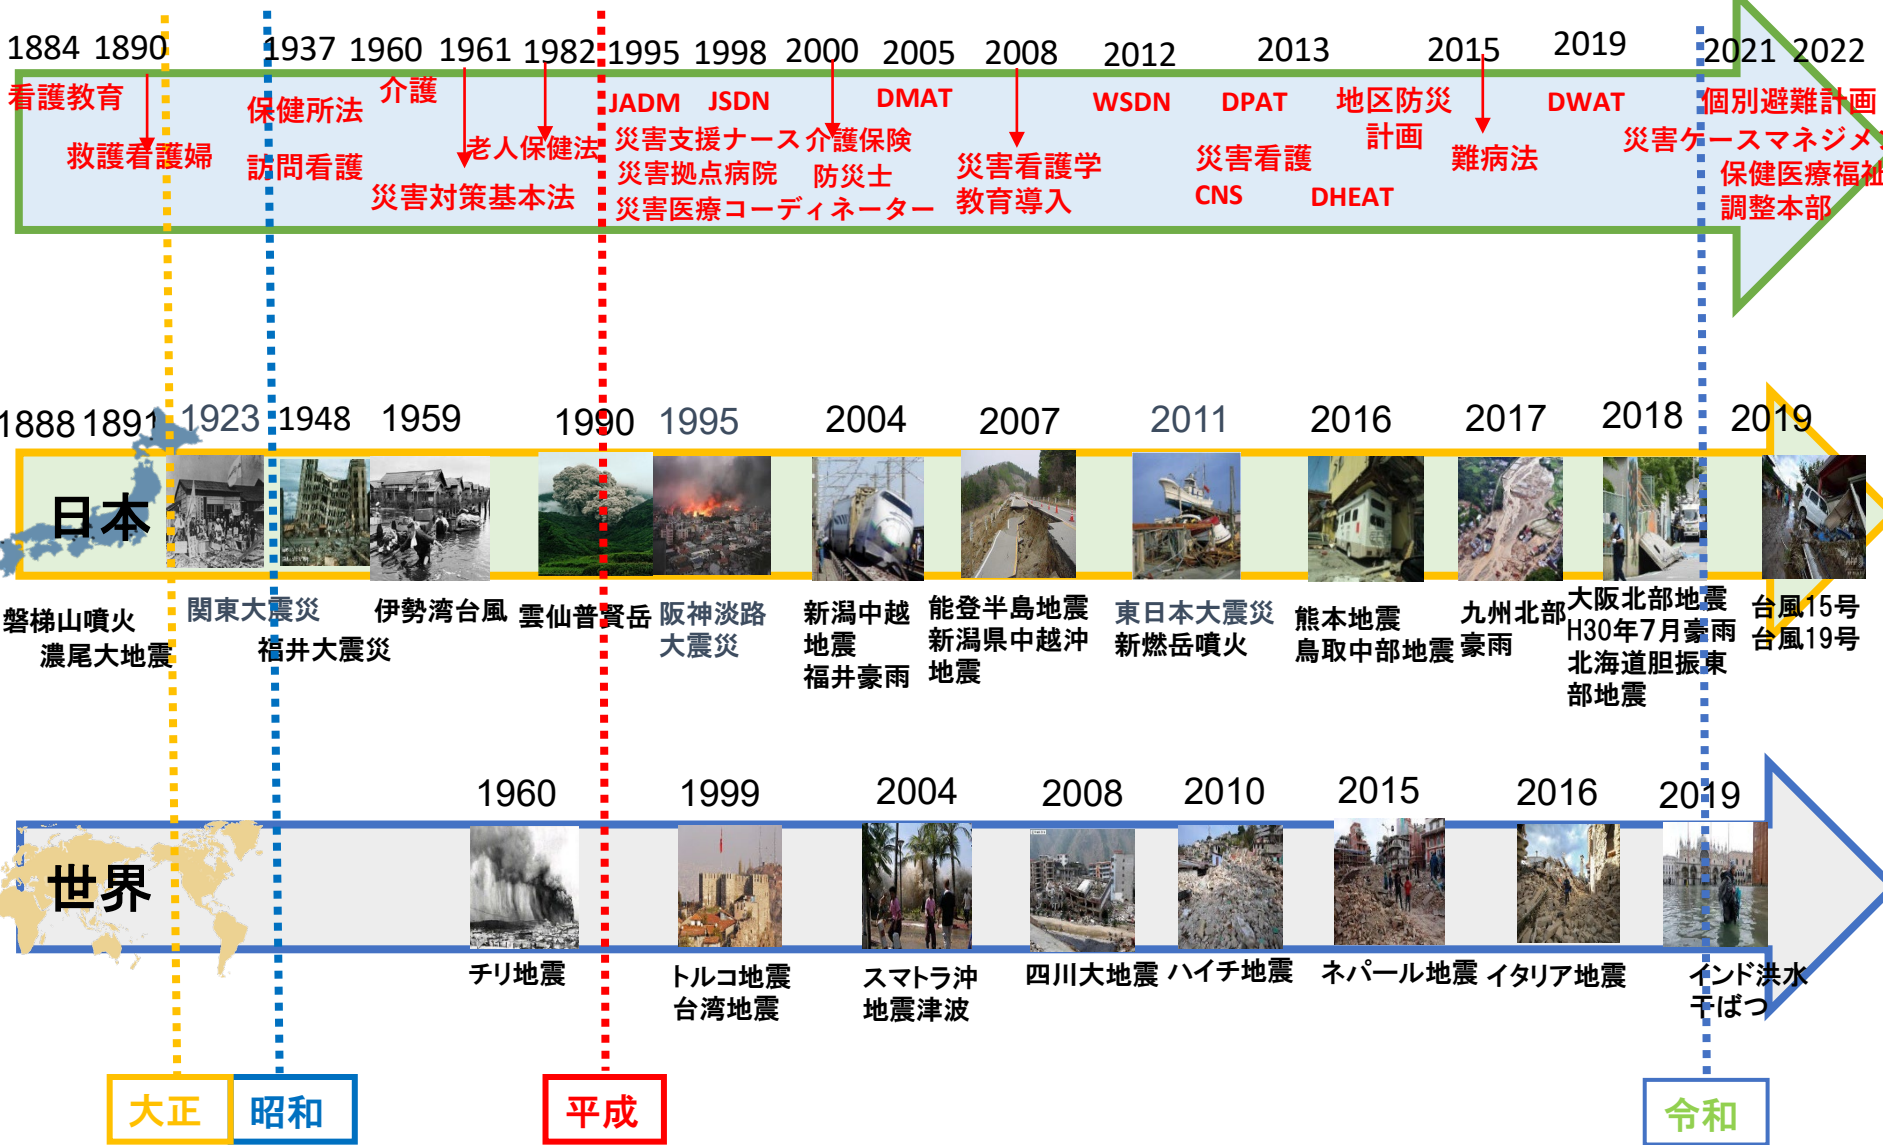 1884 1890 1937 1960 1961 1982 1995 1998 2000 2005 2008 2012 2013 2015 2019 2021 2022
看護教育
救護看護婦
保健所法
訪問看護
介護
老人保健法
災害対策基本法
JADM JSDN
災害支援ナース 介護保険
災害拠点病院 防災士
災害医療コーディネーター
DMAT
災害看護学
教育導入
WSDN
DPAT
災害看護
CNS
DHEAT
地区防災
計画
難病法
DWAT
個別避難計画
災害ケースマネジメン
保健医療福祉
調整本部
1888 1891 1923 1948 1959 1990 1995 2004 2007 2011 2016 2017 2018 2019
日本
磐梯山噴火
濃尾大地震
関東大震災
福井大震災
伊勢湾台風
雲仙普賢岳
阪神淡路
大震災
新潟中越
地震
福井豪雨
能登半島地震
新潟県中越沖
地震
東日本大震災
新燃岳噴火
熊本地震
鳥取中部地震
九州北部
豪雨
大阪北部地震
H30年7月豪雨
北海道胆振東
部地震
台風15号
台風19号
1960 1999 2004 2008 2010 2015 2016 2019
世界
チリ地震
トルコ地震
台湾地震
スマトラ沖
地震津波
四川大地震
ハイチ地震
ネパール地震
イタリア地震
インド洪水
干ばつ
大正
昭和
平成
令和